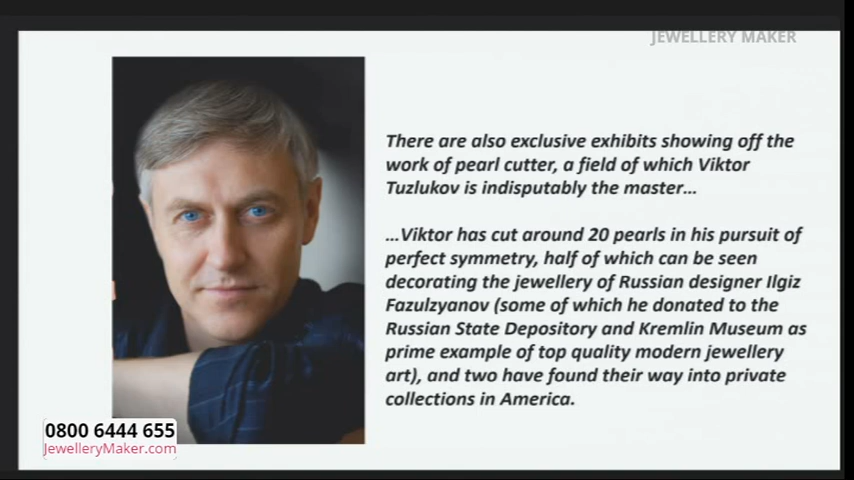 JEWELLERY MAKER
There are also exclusive exhibits showing off the
work of pearl cutter, a field of which Viktor
Tuzlukov is indisputably the master...
...Viktor has cut around 20 pearls in his pursuit of
perfect symmetry, half of which can be seen
decorating the jewellery of Russian designer Ilgiz
Fazulzyanov (some of which he donated to the
Russian State Depository and Kremlin Museum as
prime example of top quality modern jewellery
art), and two have found their way into private
collections in America.
0800 6444 655
JewelleryMaker.com